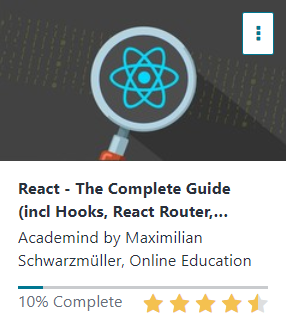 React - The Complete Guide
(incl Hooks, React Router,...
Academind by Maximilian
Schwarzmüller, Online Education
10% Complete